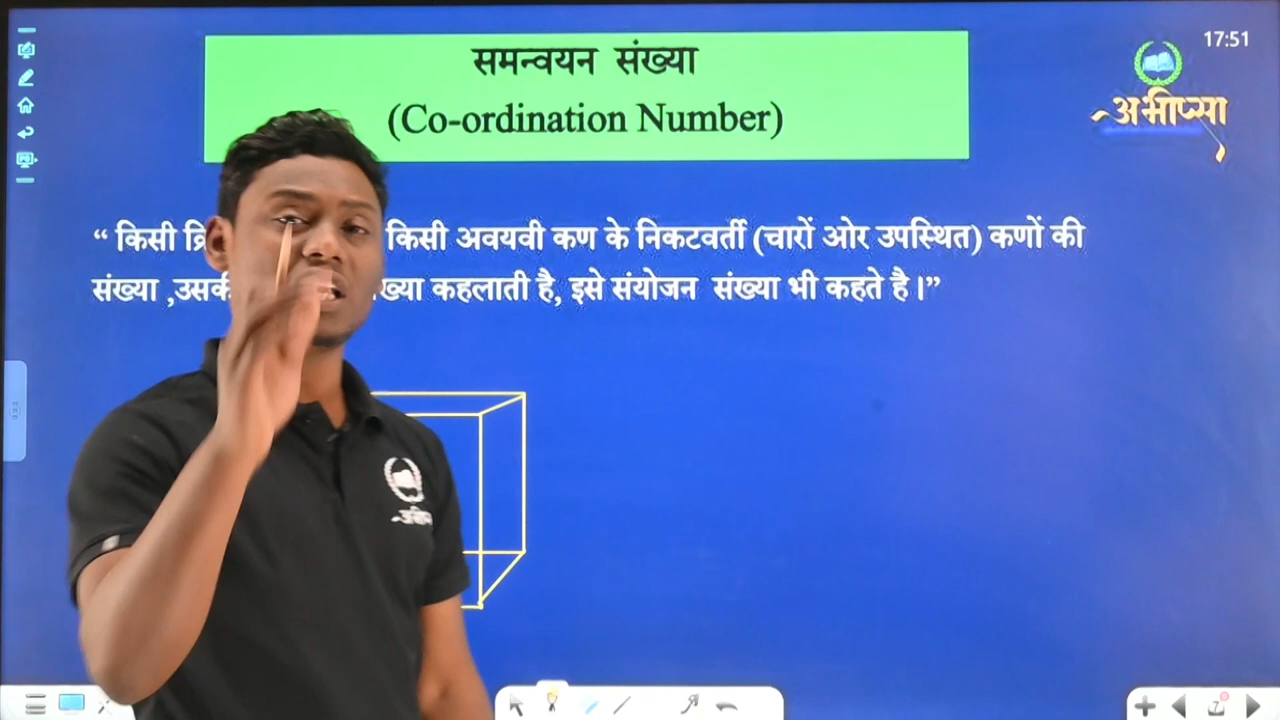 समन्वयन संख्या
(Co-ordination Number)
17:51
अभीप्सा
“ किसी किसी अवयवी कण के निकटवर्ती (चारों ओर उपस्थित) कणों की
संख्या ,उसकी कहलाती है, इसे संयोजन संख्या भी कहते है।”
7